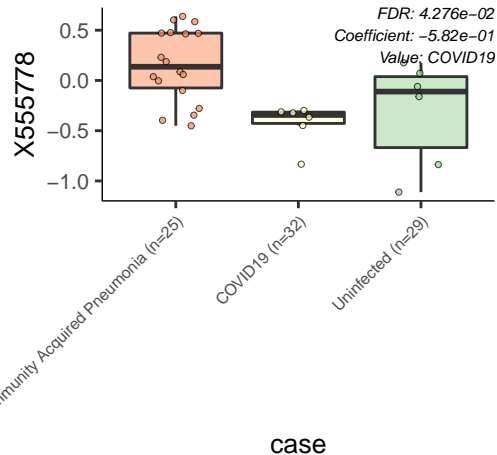 FDR: 4.276e−02
Coefficient: −5.82e−01
Value: COVID19
X555778
0.5
0.0
−0.5
−1.0
Acquired Pneumonia (n=25)
COVID19 (n=32)
Uninfected (n=29)
case